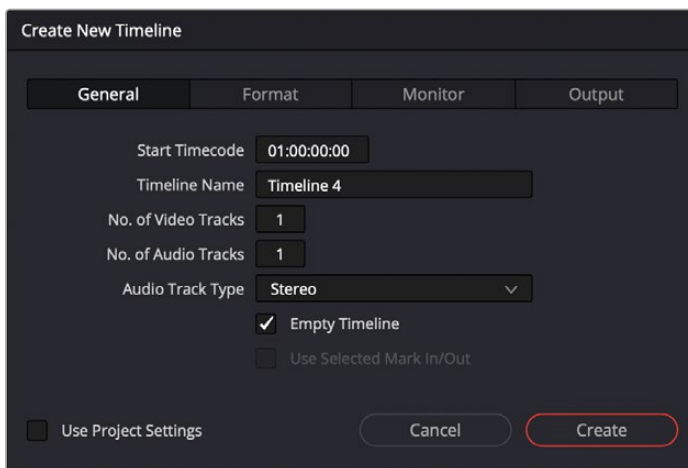 Create New Timeline
General Format Monitor Output
Start Timecode 01:00:00:00
Timeline Name Timeline 4
No. of Video Tracks 1
No. of Audio Tracks 1
Audio Track Type Stereo
Empty Timeline
Use Selected Mark In/Out
Use Project Settings Cancel Create